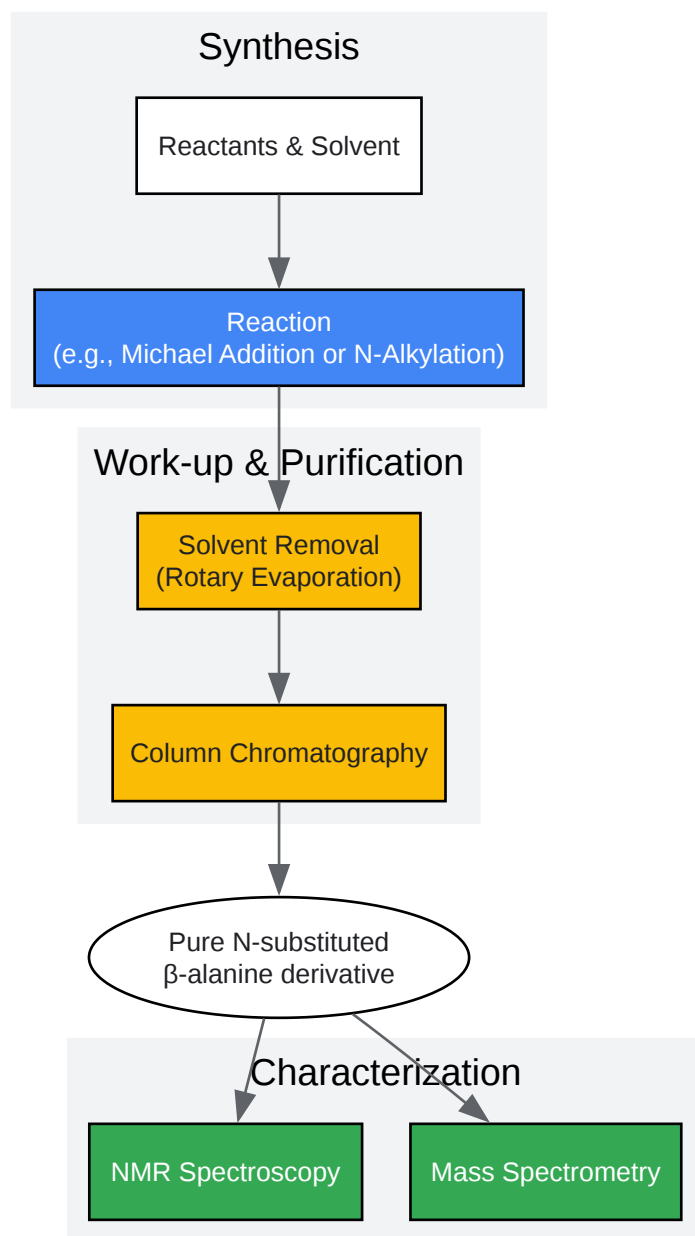 Synthesis
Reactants & Solvent
Reaction
(e.g., Michael Addition or N-Alkylation)
Work-up & Purification
Solvent Removal
(Rotary Evaporation)
Column Chromatography
Pure N-substituted
β-alanine derivative
Characterization
NMR Spectroscopy
Mass Spectrometry